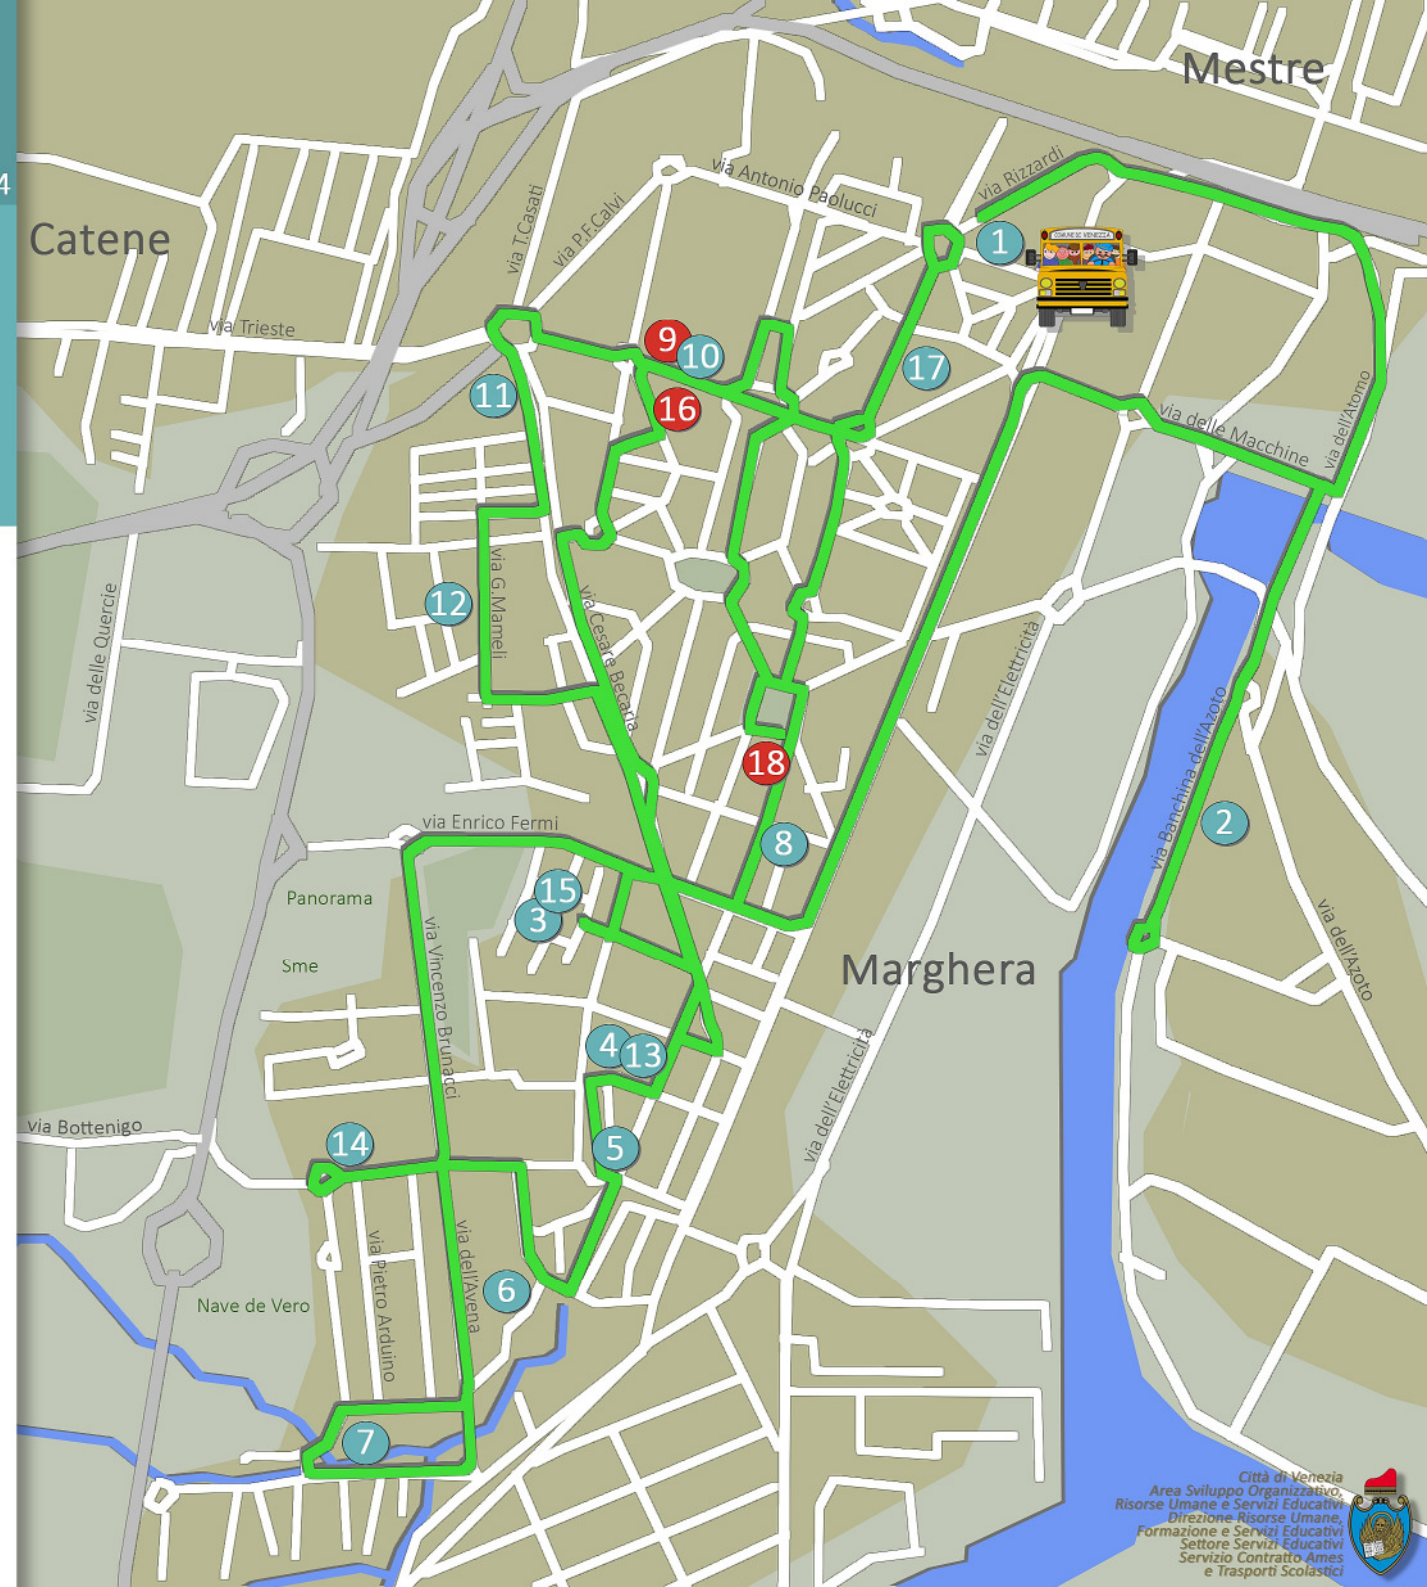 Mestre
4
via Rizzardi
via Antonio Paolucci
via T.Casati
via P.F.Calvi
Catene
1
COMUNE DI VENEZIA
via Trieste
9
10
17
11
16
via delle Macchine
via dell'Atomo
via G.Mameli
12
via delle Quercie
via Cesare Becaria
via dell'Elettricità
via Banchina dell'Azoto
18
2
via Enrico Fermi
8
Panorama
15
3
via Vincenzo Brunacci
via dell'Azoto
Sme
Marghera
4
13
via dell'Elettricità
via Bottenigo
14
5
via Pietro Arduino
via dell'Avena
6
Nave de Vero
7
Città di Venezia
Area Sviluppo Organizzativo,
Risorse Umane e Servizi Educativi
Direzione Risorse Umane,
Formazione e Servizi Educativi
Settore Servizi Educativi
Servizio Contratto Ames
e Trasporti Scolastici